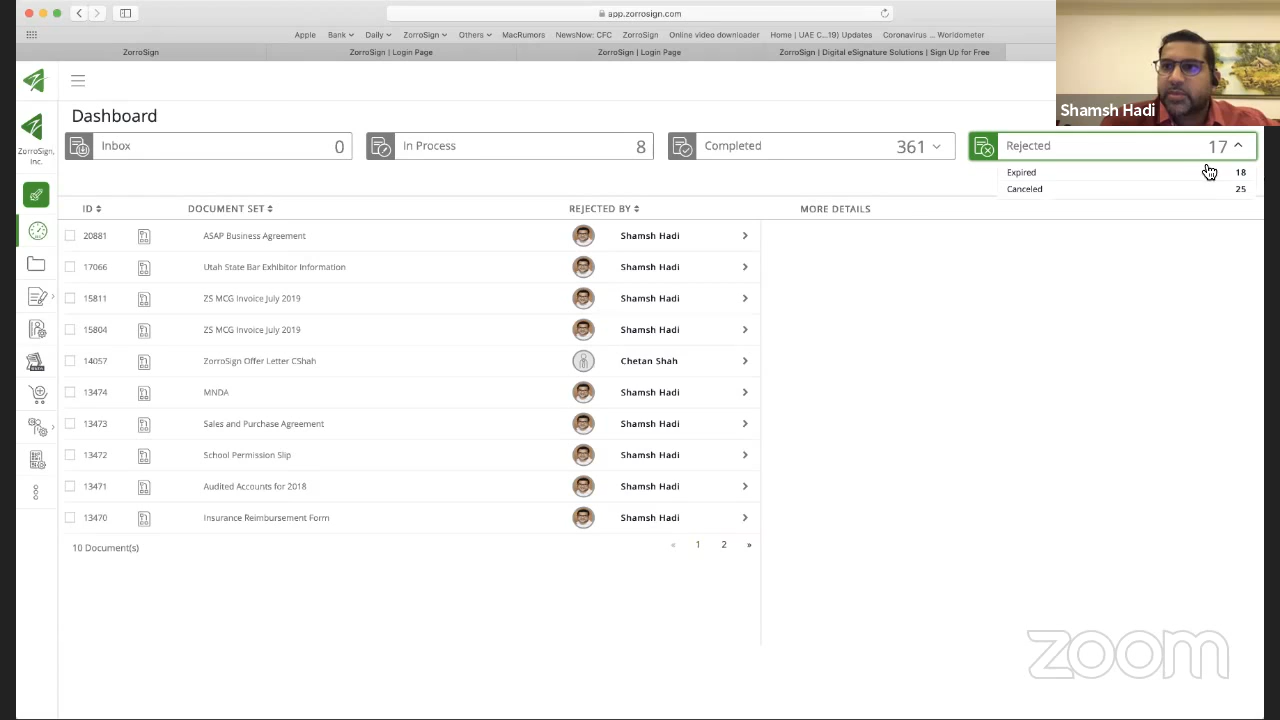 app.zorrosign.com
Apple Bank Daily ZorroSign Others MacRumors NewsNow: CFC ZorroSign Online video downloader Home | UAE C...19) Updates Coronavirus ... Worldometer
ZorroSign ZorroSign | Login Page ZorroSign | Login Page ZorroSign | Digital eSignature Solutions | Sign Up for Free
Shamsh Hadi
Dashboard
ZorroSign, Inc.
Inbox 0 In Process 8 Completed 361 Rejected 17
Expired 18
Canceled 25
ID DOCUMENT SET REJECTED BY MORE DETAILS
20881 ASAP Business Agreement Shamsh Hadi
17066 Utah State Bar Exhibitor Information Shamsh Hadi
15811 ZS MCG Invoice July 2019 Shamsh Hadi
15804 ZS MCG Invoice July 2019 Shamsh Hadi
14057 ZorroSign Offer Letter CShah Chetan Shah
13474 MNDA Shamsh Hadi
13473 Sales and Purchase Agreement Shamsh Hadi
13472 School Permission Slip Shamsh Hadi
13471 Audited Accounts for 2018 Shamsh Hadi
13470 Insurance Reimbursement Form Shamsh Hadi
10 Document(s) « 1 2 »
zoom